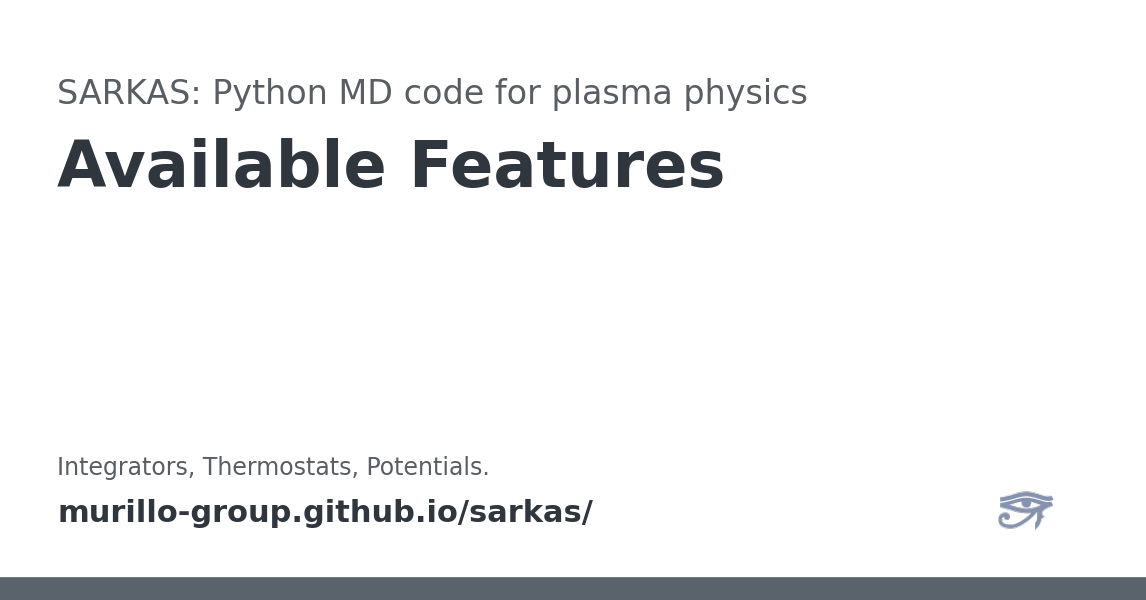 SARKAS: Python MD code for plasma physics
Available Features
Integrators, Thermostats, Potentials.
murillo-group.github.io/sarkas/